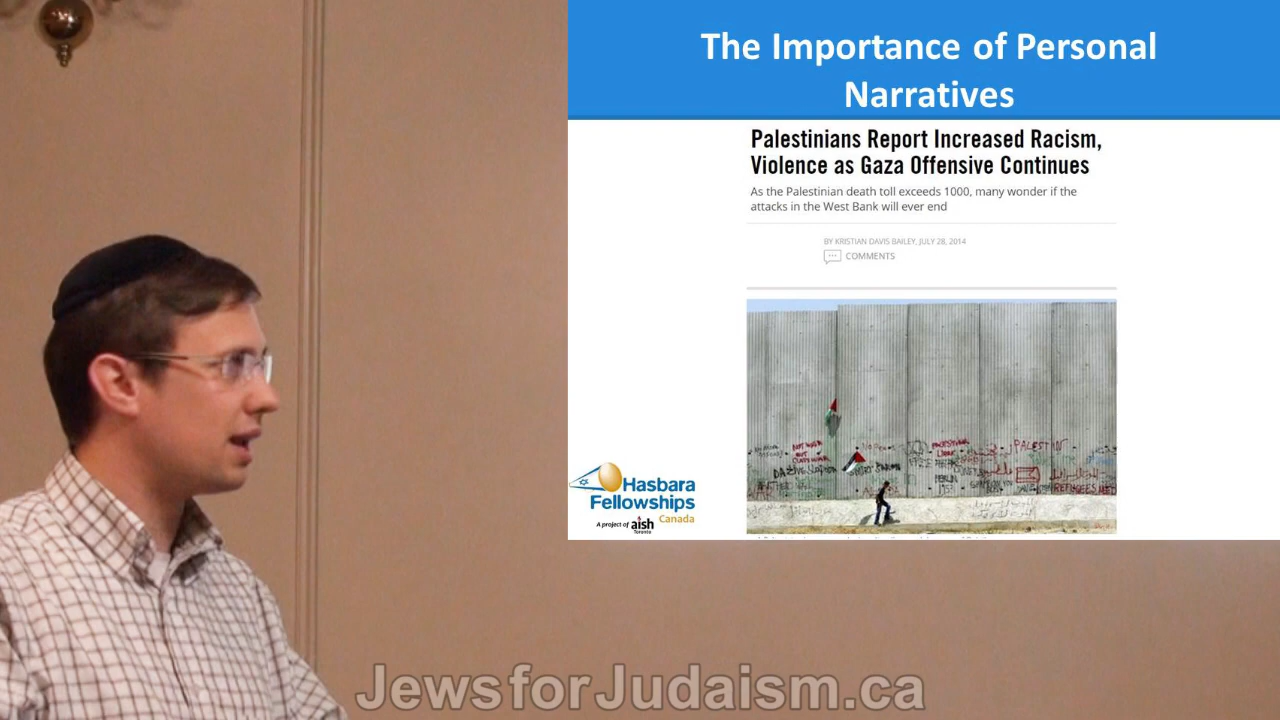 The Importance of Personal
Narratives
Palestinians Report Increased Racism,
Violence as Gaza Offensive Continues
As the Palestinian death toll exceeds 1000, many wonder if the
attacks in the West Bank will ever end
BY KRISTIAN DAVIS BAILEY, JULY 28, 2014
COMMENTS
Hasbara
Fellowships
Canada
A project of aish
Toronto
JewsforJudaism.ca